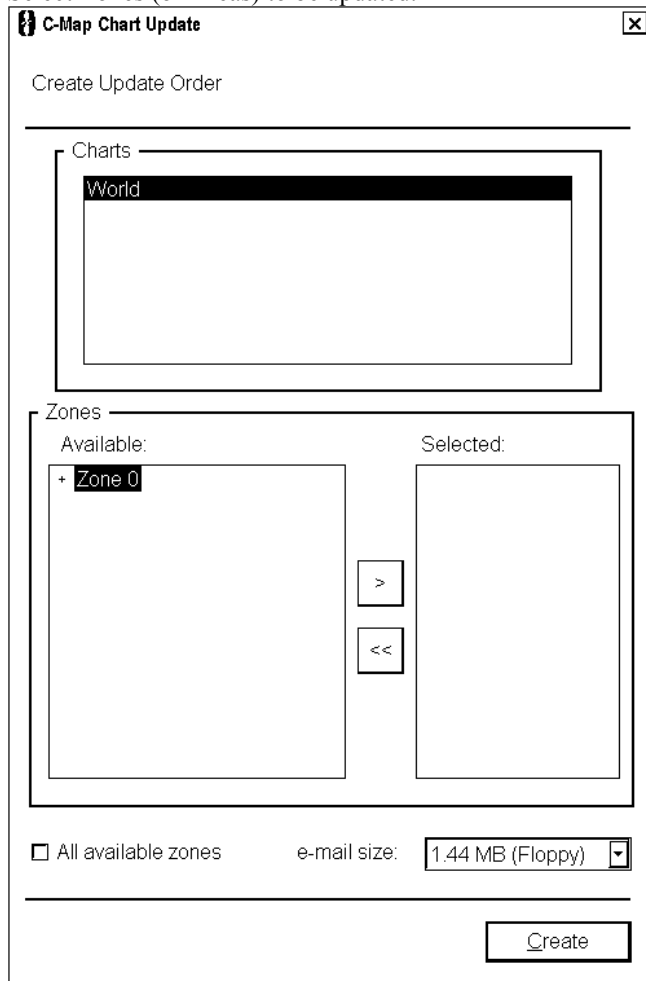 C-Map Chart Update
Create Update Order
Charts
World
Zones
Available:
Selected:
+ Zone 0
>
<<
All available zones
e-mail size:
1.44 MB (Floppy)
Create